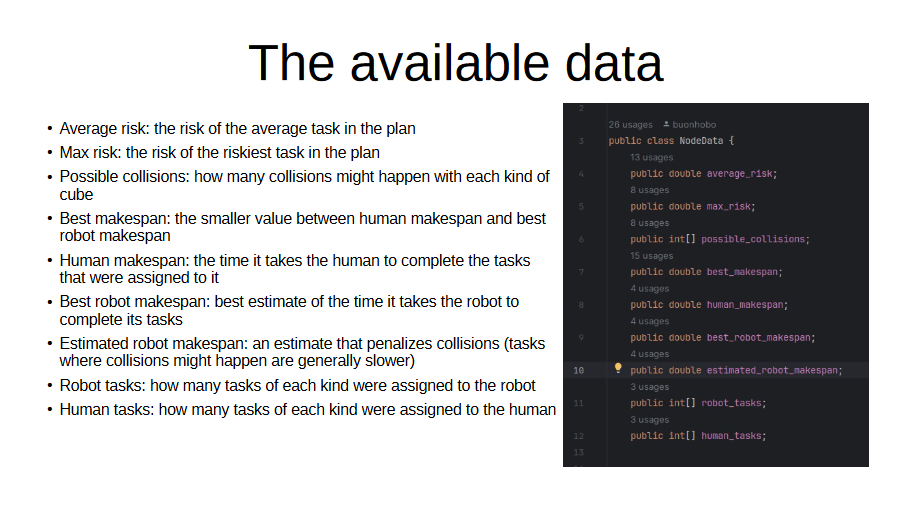 The available data
• Average risk: the risk of the average task in the plan
• Max risk: the risk of the riskiest task in the plan
• Possible collisions: how many collisions might happen with each kind of
cube
• Best makespan: the smaller value between human makespan and best
robot makespan
• Human makespan: the time it takes the human to complete the tasks
that were assigned to it
• Best robot makespan: best estimate of the time it takes the robot to
complete its tasks
• Estimated robot makespan: an estimate that penalizes collisions (tasks
where collisions might happen are generally slower)
• Robot tasks: how many tasks of each kind were assigned to the robot
• Human tasks: how many tasks of each kind were assigned to the human
2
26 usages buonhobo
3 public class NodeData {
13 usages
4 public double average_risk;
8 usages
5 public double max_risk;
8 usages
6 public int[] possible_collisions;
15 usages
7 public double best_makespan;
4 usages
8 public double human_makespan;
4 usages
9 public double best_robot_makespan;
4 usages
10 public double estimated_robot_makespan;
3 usages
11 public int[] robot_tasks;
3 usages
12 public int[] human_tasks;
13